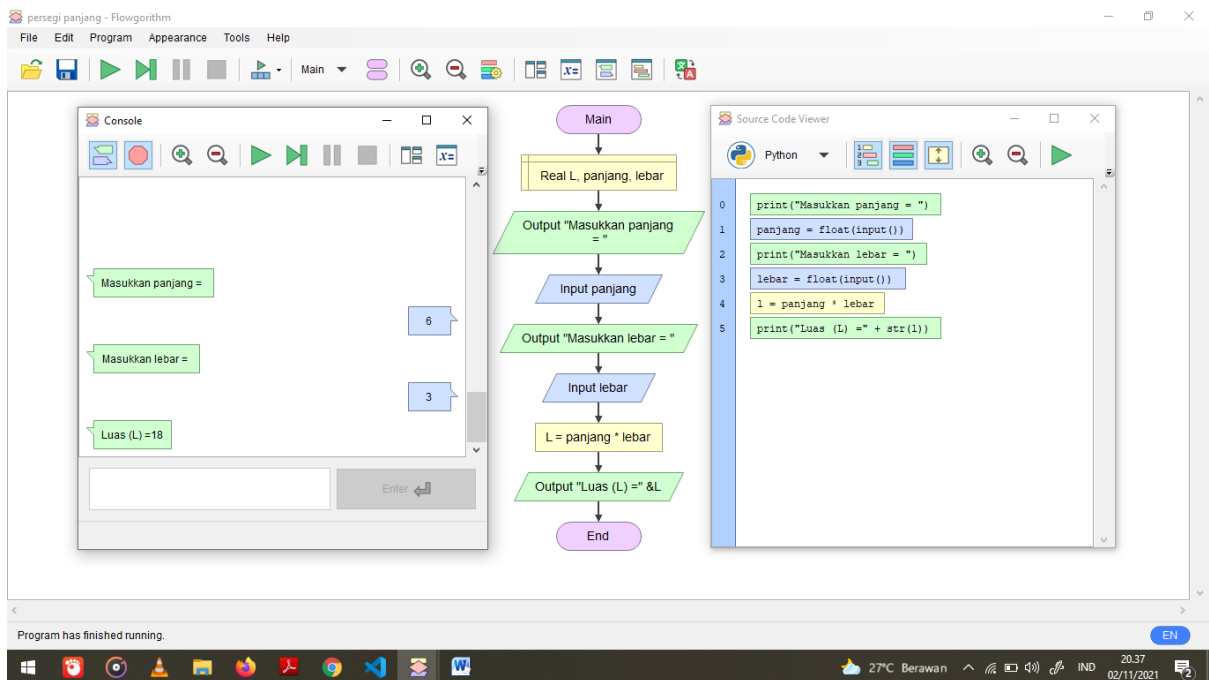 persegi panjang - Flowgorithm
File Edit Program Appearance Tools Help
Main
x=
Console
x=
Masukkan panjang =
6
Masukkan lebar =
3
Luas (L) =18
Enter
Main
Real L, panjang, lebar
Output "Masukkan panjang
= "
Input panjang
Output "Masukkan lebar = "
Input lebar
L = panjang * lebar
Output "Luas (L) =" &L
End
Source Code Viewer
Python
0 print("Masukkan panjang = ")
1 panjang = float(input())
2 print("Masukkan lebar = ")
3 lebar = float(input())
4 l = panjang * lebar
5 print("Luas (L) =" + str(l))
Program has finished running.
EN
27°C Berawan
IND
20.37
02/11/2021
2